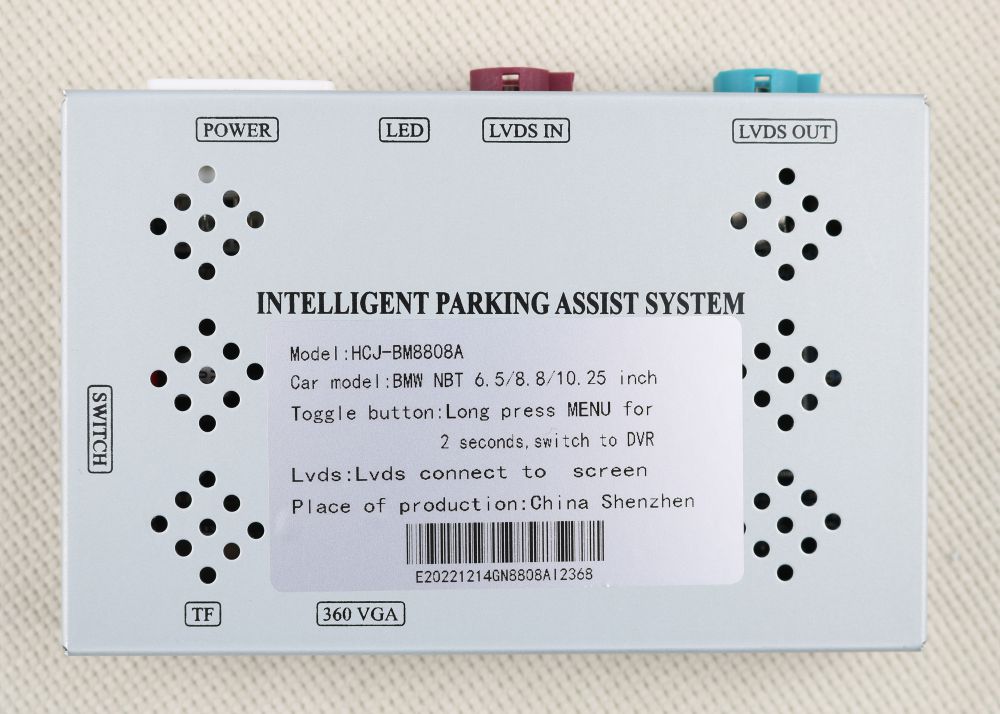 POWER
LED
LVDS IN
LVDS OUT
INTELLIGENT PARKING ASSIST SYSTEM
Model:HCJ-BM8808A
Car model:BMW NBT 6.5/8.8/10.25 inch
Toggle button:Long press MENU for
2 seconds,switch to DVR
Lvds:Lvds connect to screen
Place of production:China Shenzhen
E20221214GN8808AI2368
SWITCH
TF
360 VGA